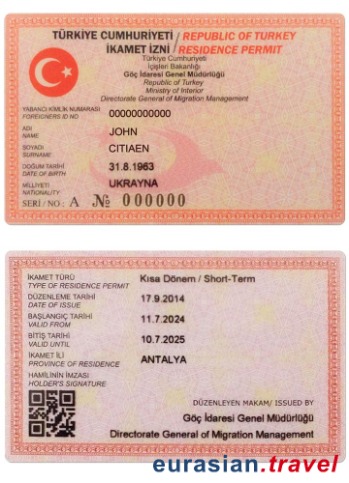 TÜRKİYE CUMHURİYETİ / REPUBLIC OF TURKEY
İKAMET İZNİ / RESIDENCE PERMIT
Türkiye Cumhuriyeti
İçişleri Bakanlığı
Göç İdaresi Genel Müdürlüğü
Republic of Turkey
Ministry of Interior
Directorate General of Migration Management
YABANCI KİMLİK NUMARASI
FOREIGNERS ID NO
00000000000
ADI
NAME
JOHN
SOYADI
SURNAME
CITIAEN
DOĞUM TARİHİ
DATE OF BIRTH
31.8.1963
MİLLİYETİ
NATIONALITY
UKRAYNA
SERİ / NO: A № 000000
İKAMET TÜRÜ
TYPE OF RESIDENCE PERMIT
Kısa Dönem / Short-Term
DÜZENLEME TARİHİ
DATE OF ISSUE
17.9.2014
BAŞLANGIÇ TARİHİ
VALID FROM
11.7.2024
BİTİŞ TARİHİ
VALID UNTIL
10.7.2025
İKAMET İLİ
PROVINCE OF RESIDENCE
ANTALYA
HAMİLİNİN İMZASI
HOLDER'S SIGNATURE
DÜZENLEYEN MAKAM / ISSUED BY
Göç İdaresi Genel Müdürlüğü
Directorate General of Migration Management
eurasian.travel